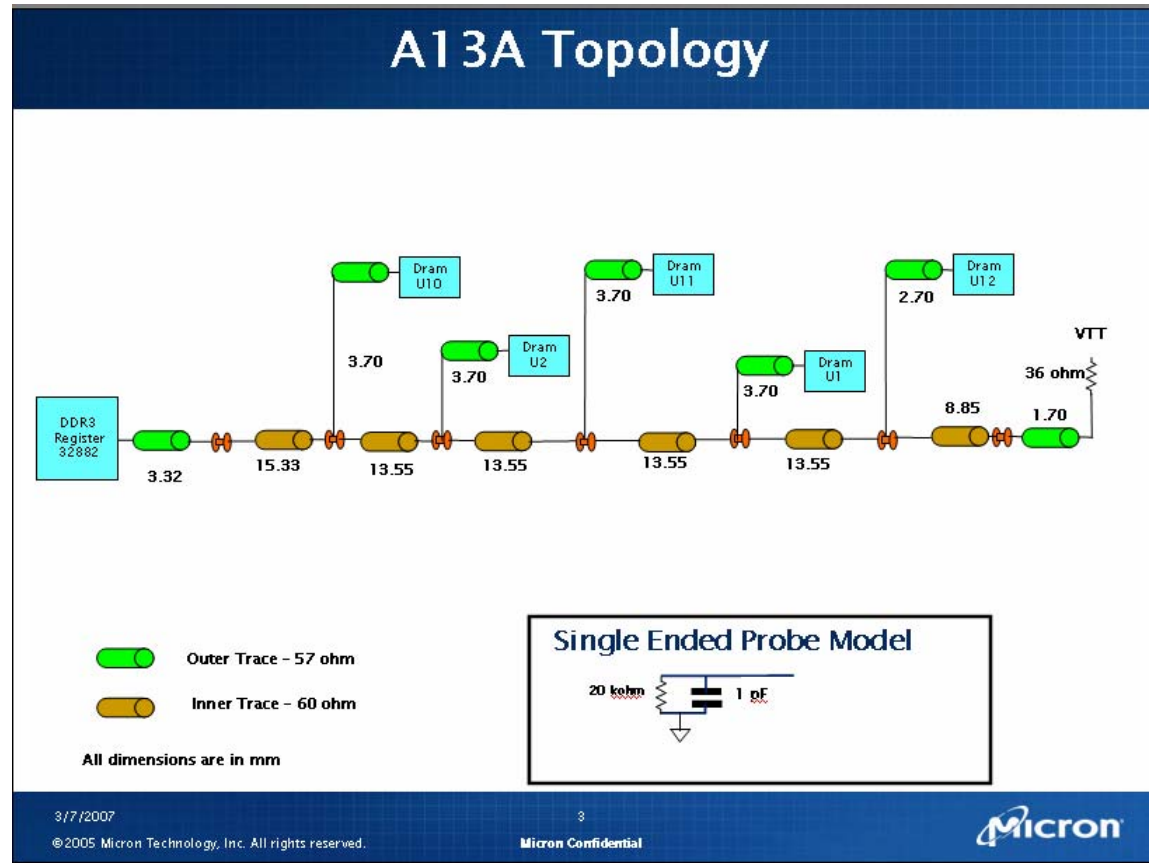 A13A Topology
Dram
U10
3.70
Dram
U11
2.70
Dram
U12
VTT
3.70
3.70
Dram
U2
3.70
Dram
U1
36 ohm
DDR3
Register
32882
3.32
15.33
13.55
13.55
13.55
13.55
8.85
1.70
Outer Trace - 57 ohm
Inner Trace - 60 ohm
All dimensions are in mm
Single Ended Probe Model
20 kohm
1 pF
3/7/2007
3
©2005 Micron Technology, Inc. All rights reserved.
Micron Confidential
Micron